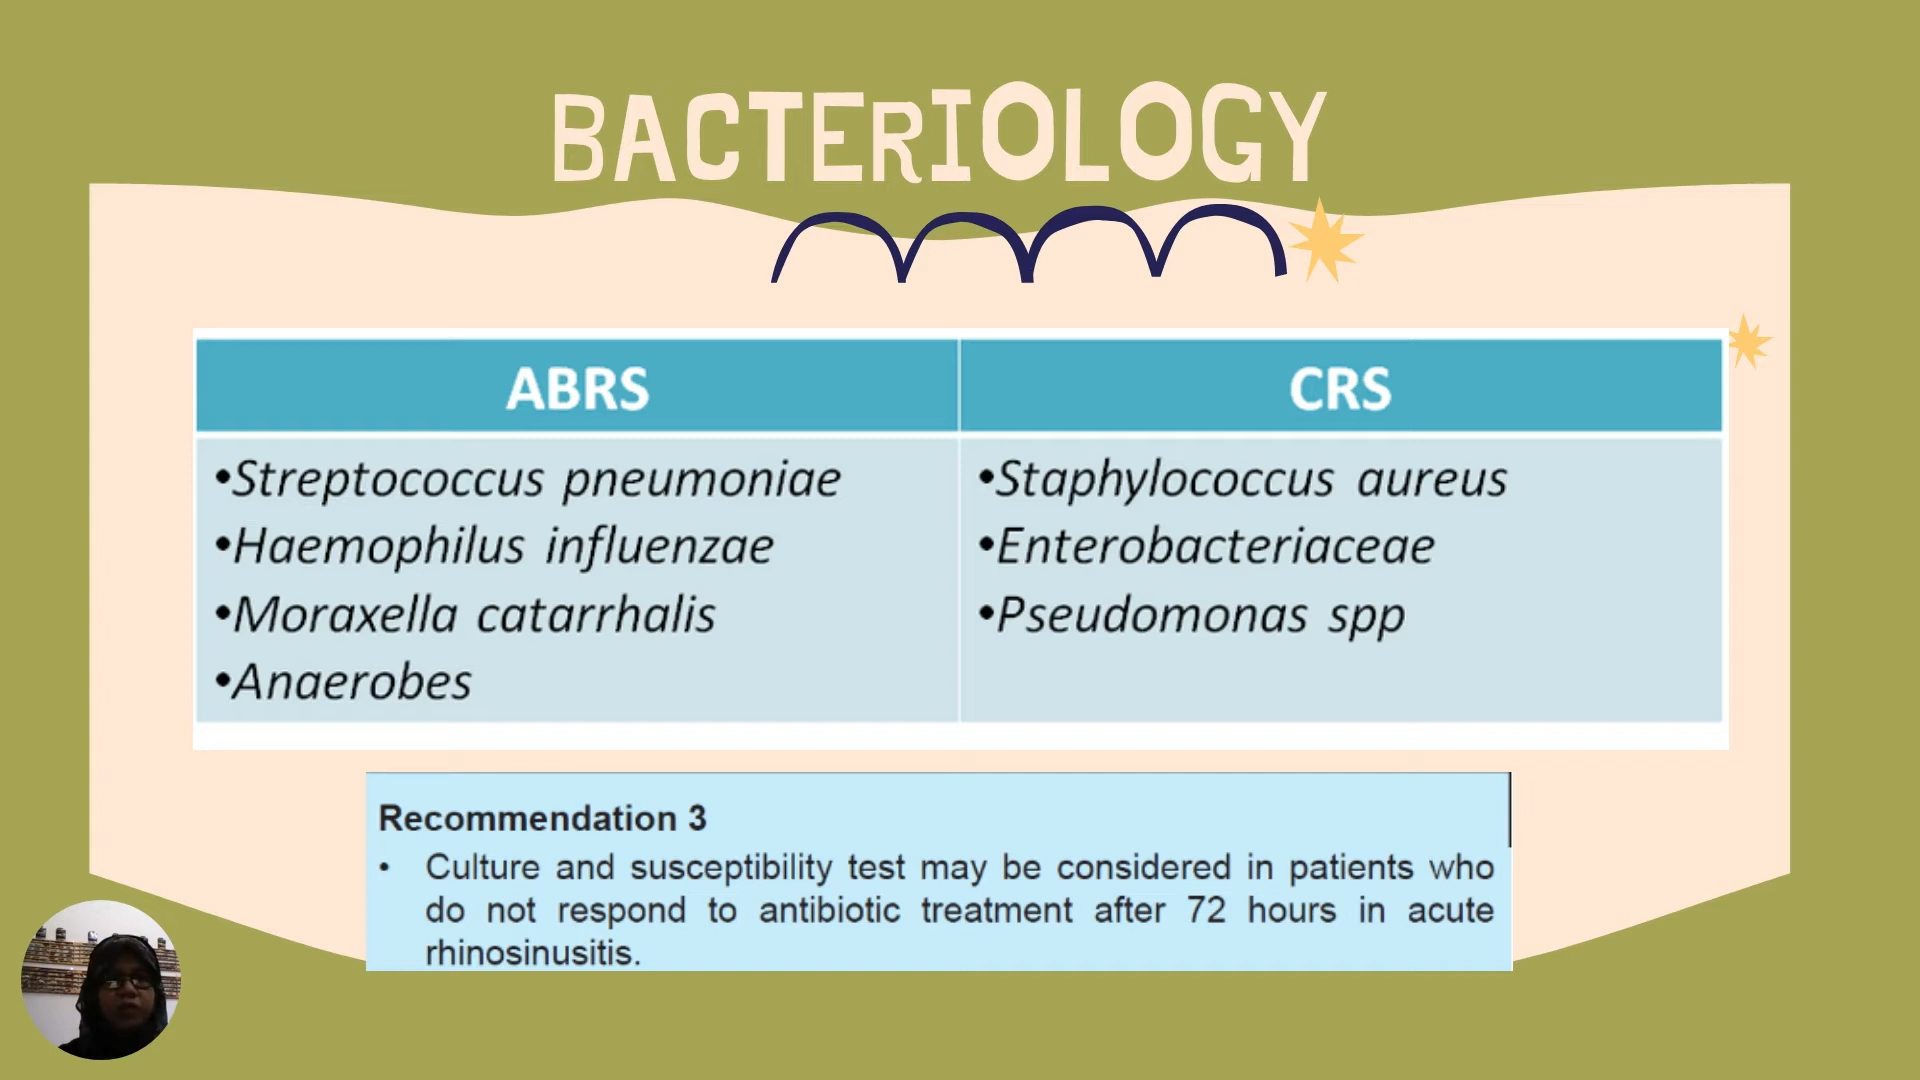 BACTERIOLOGY
ABRS
CRS
•Streptococcus pneumoniae
•Haemophilus influenzae
•Moraxella catarrhalis
•Anaerobes
•Staphylococcus aureus
•Enterobacteriaceae
•Pseudomonas spp
Recommendation 3
• Culture and susceptibility test may be considered in patients who
do not respond to antibiotic treatment after 72 hours in acute
rhinosinusitis.